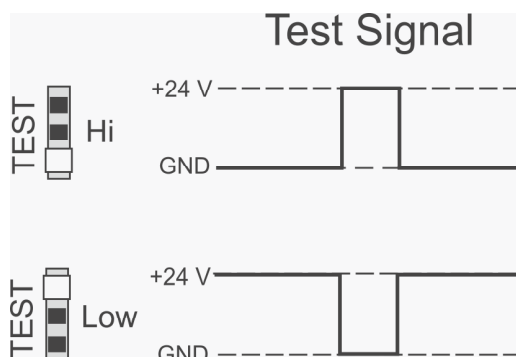 Test Signal
TEST
Hi
+24 V
GND
TEST
Low
+24 V
GND